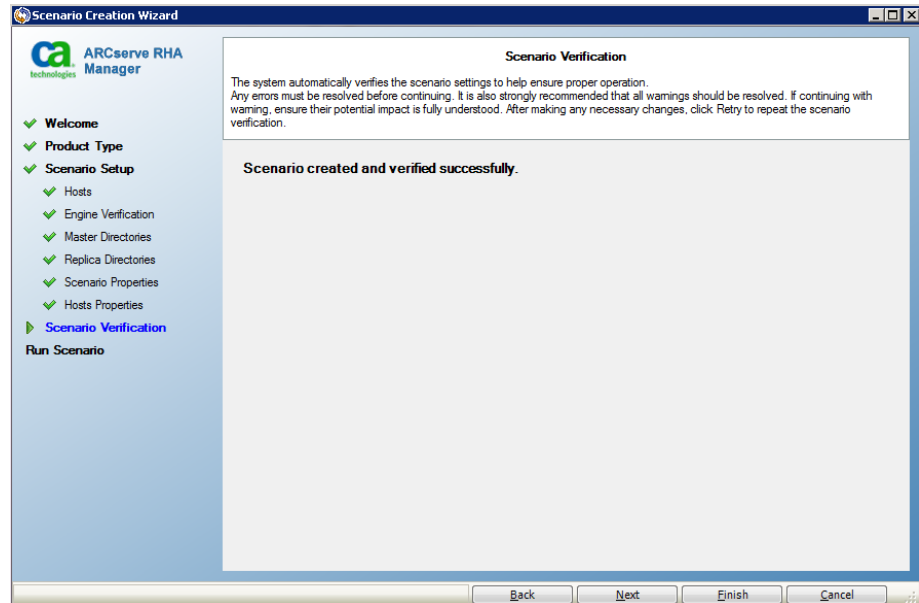 Scenario Creation Wizard
ca
technologies
ARCserve RHA
Manager
Welcome
Product Type
Scenario Setup
Hosts
Engine Verification
Master Directories
Replica Directories
Scenario Properties
Hosts Properties
Scenario Verification
Run Scenario
Scenario Verification
The system automatically verifies the scenario settings to help ensure proper operation.
Any errors must be resolved before continuing. It is also strongly recommended that all warnings should be resolved. If continuing with
warning, ensure their potential impact is fully understood. After making any necessary changes, click Retry to repeat the scenario
verification.
Scenario created and verified successfully.
Back Next Finish Cancel